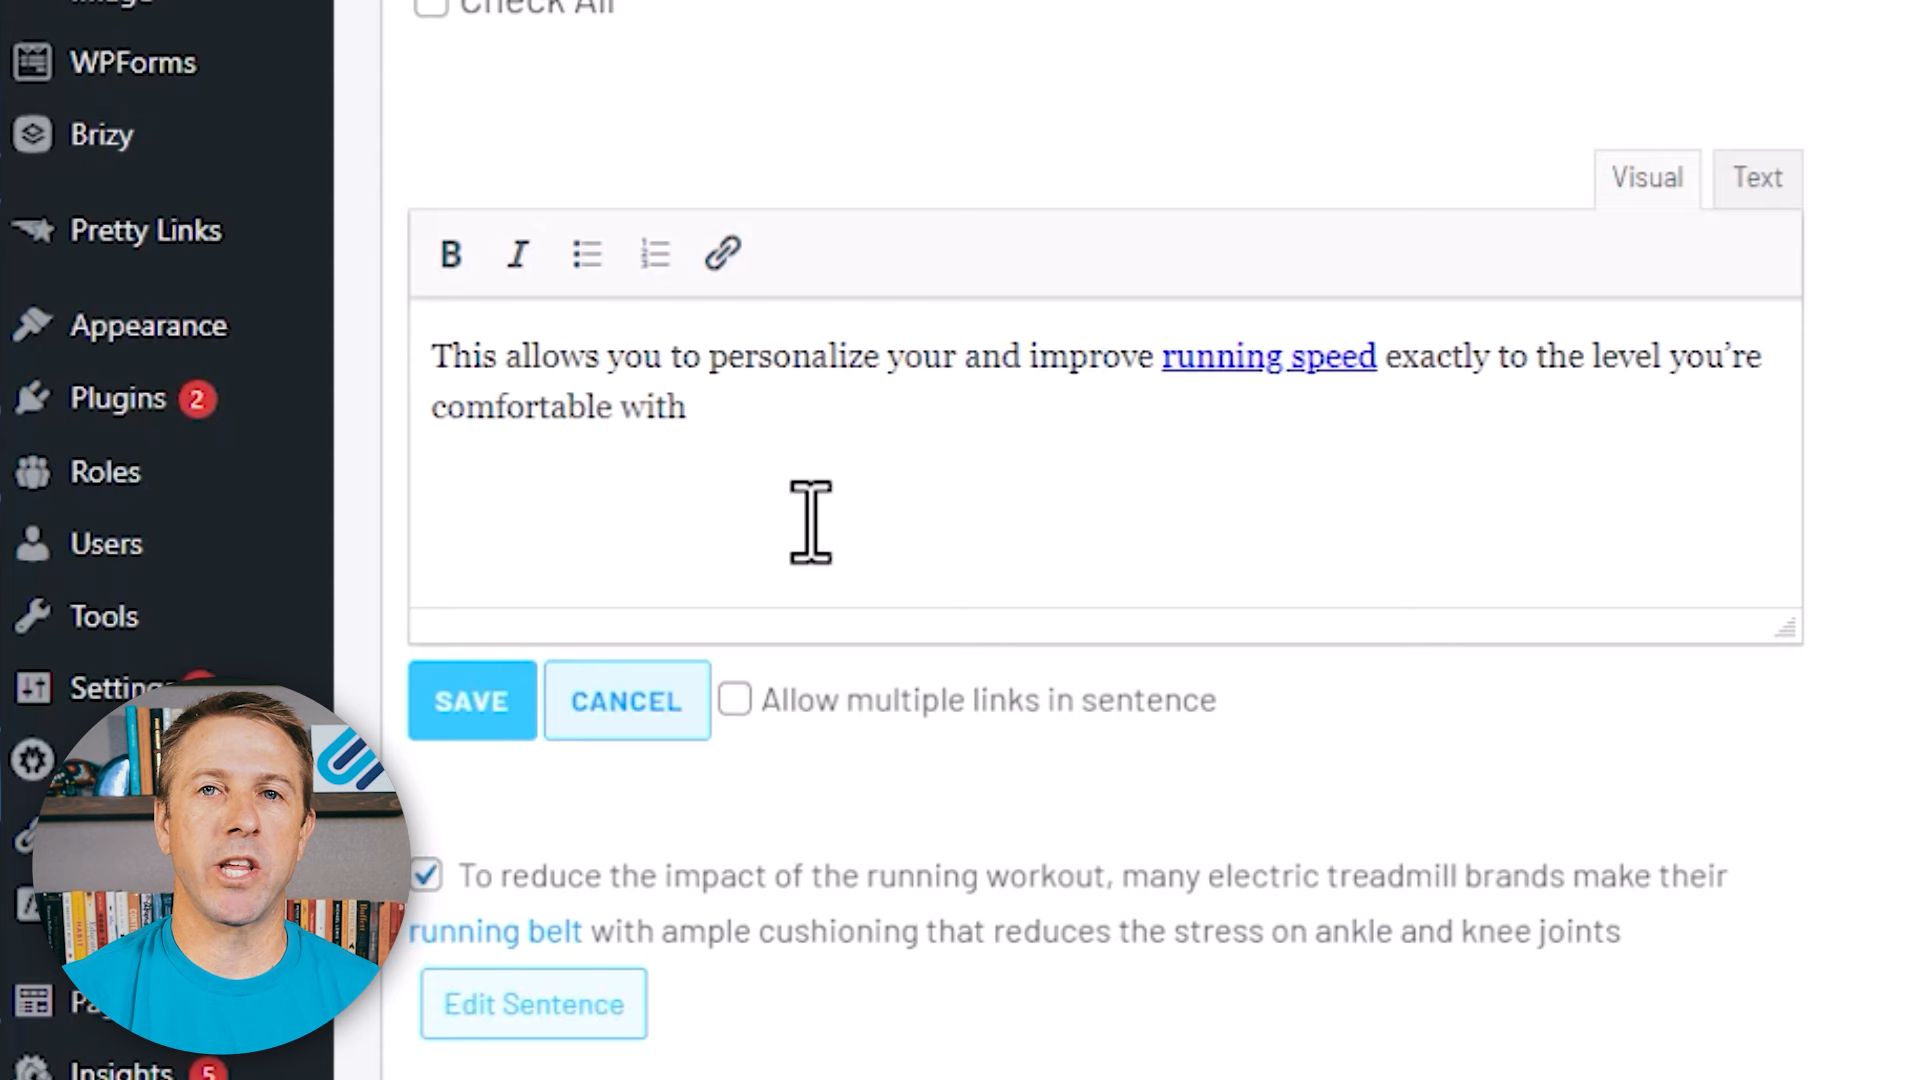 Image
Check All
WPForms
Brizy
Pretty Links
Appearance
Plugins 2
Roles
Users
Tools
Visual Text
B I
This allows you to personalize your and improve running speed exactly to the level you’re
comfortable with
SAVE CANCEL Allow multiple links in sentence
To reduce the impact of the running workout, many electric treadmill brands make their
running belt with ample cushioning that reduces the stress on ankle and knee joints
Edit Sentence
Insights 5